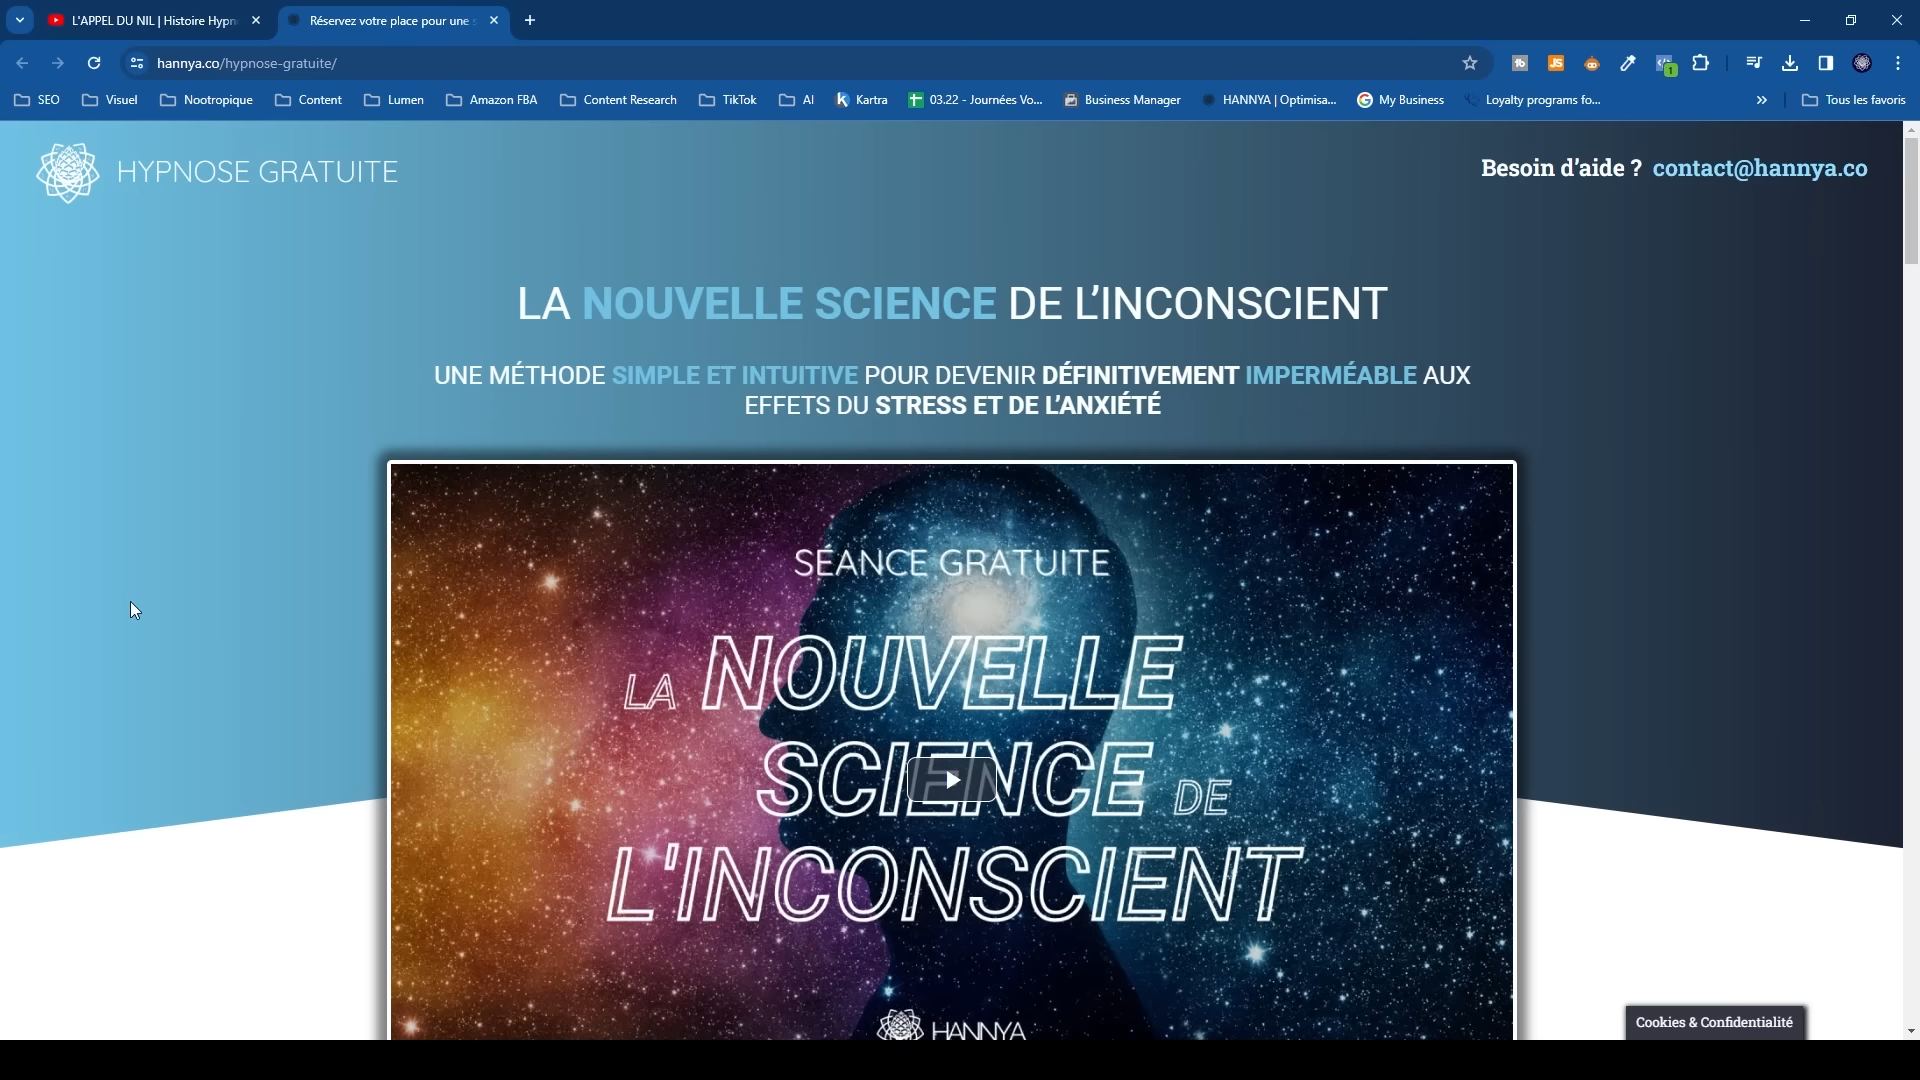 L'APPEL DU NIL | Histoire Hypn
Réservez votre place pour une
hannya.co/hypnose-gratuite/
SEO
Visuel
Nootropique
Content
Lumen
Amazon FBA
Content Research
TikTok
AI
Kartra
03.22 - Journées Vo...
Business Manager
HANNYA | Optimisa...
My Business
Loyalty programs fo...
Tous les favoris
HYPNOSE GRATUITE
Besoin d'aide ? contact@hannya.co
LA NOUVELLE SCIENCE DE L'INCONSCIENT
UNE MÉTHODE SIMPLE ET INTUITIVE POUR DEVENIR DÉFINITIVEMENT IMPERMÉABLE AUX
EFFETS DU STRESS ET DE L'ANXIÉTÉ
SÉANCE GRATUITE
LA NOUVELLE
SCIENCE DE
L'INCONSCIENT
HANNYA
Cookies & Confidentialité